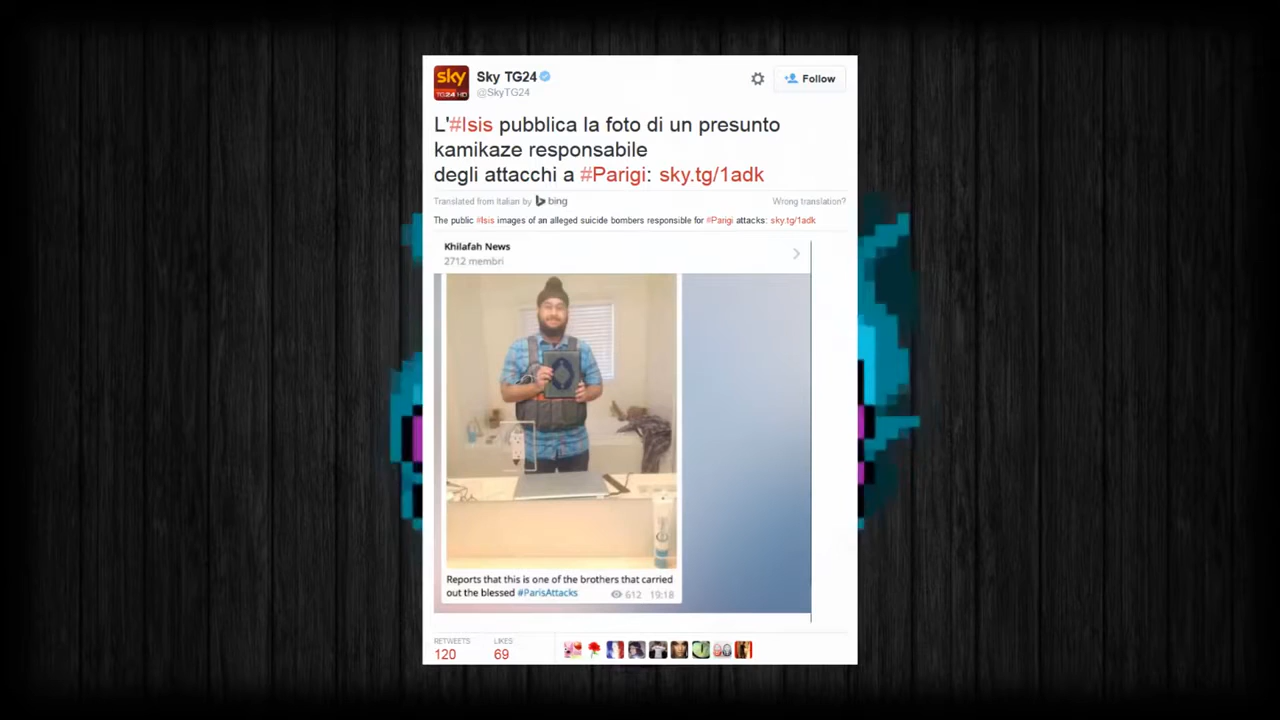 sky
TG24 HD
Sky TG24
@SkyTG24
Follow
L'#Isis pubblica la foto di un presunto
kamikaze responsabile
degli attacchi a #Parigi: sky.tg/1adk
Translated from Italian by bing
Wrong translation?
The public #Isis images of an alleged suicide bombers responsible for #Parigi attacks: sky.tg/1adk
Khilafah News
2712 membri
Reports that this is one of the brothers that carried
out the blessed #ParisAttacks
612 19:18
RETWEETS
120
LIKES
69